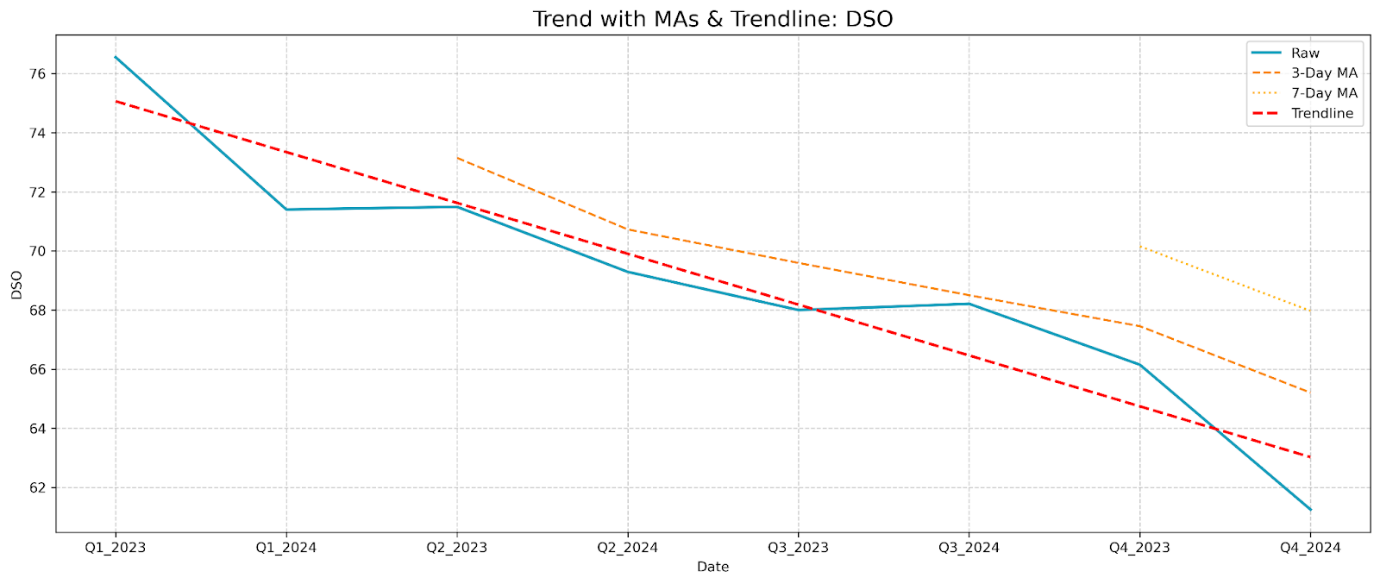 Trend with MAs & Trendline: DSO
Raw
3-Day MA
7-Day MA
Trendline
DSO
76
74
72
70
68
66
64
62
Q1_2023 Q1_2024 Q2_2023 Q2_2024 Q3_2023 Q3_2024 Q4_2023 Q4_2024
Date